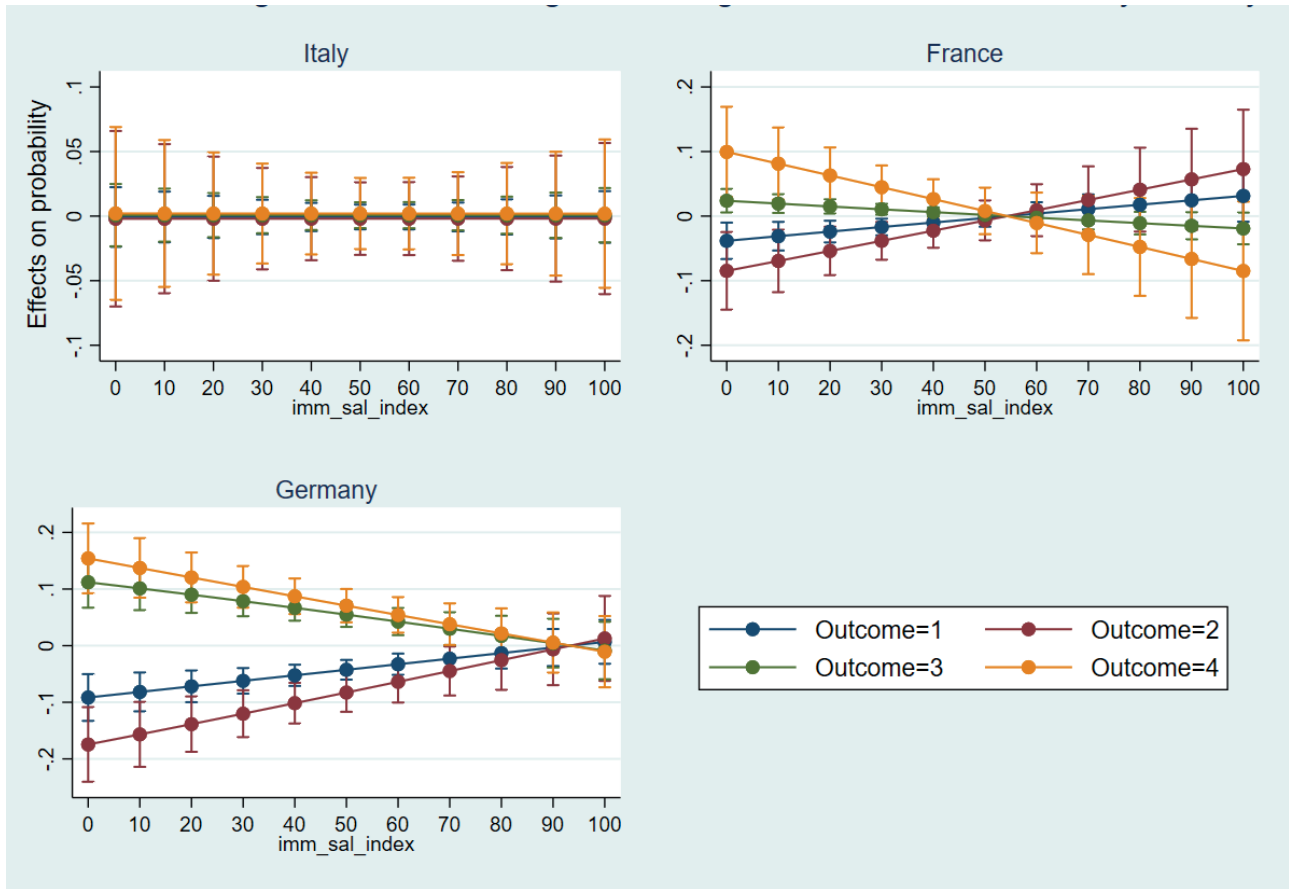 Italy
Effects on probability
.1
.05
0
-.05
-.1
0 10 20 30 40 50 60 70 80 90 100
imm_sal_index
France
.2
.1
0
-.1
-.2
0 10 20 30 40 50 60 70 80 90 100
imm_sal_index
Germany
.2
.1
0
-.1
-.2
0 10 20 30 40 50 60 70 80 90 100
imm_sal_index
Outcome=1 Outcome=2
Outcome=3 Outcome=4